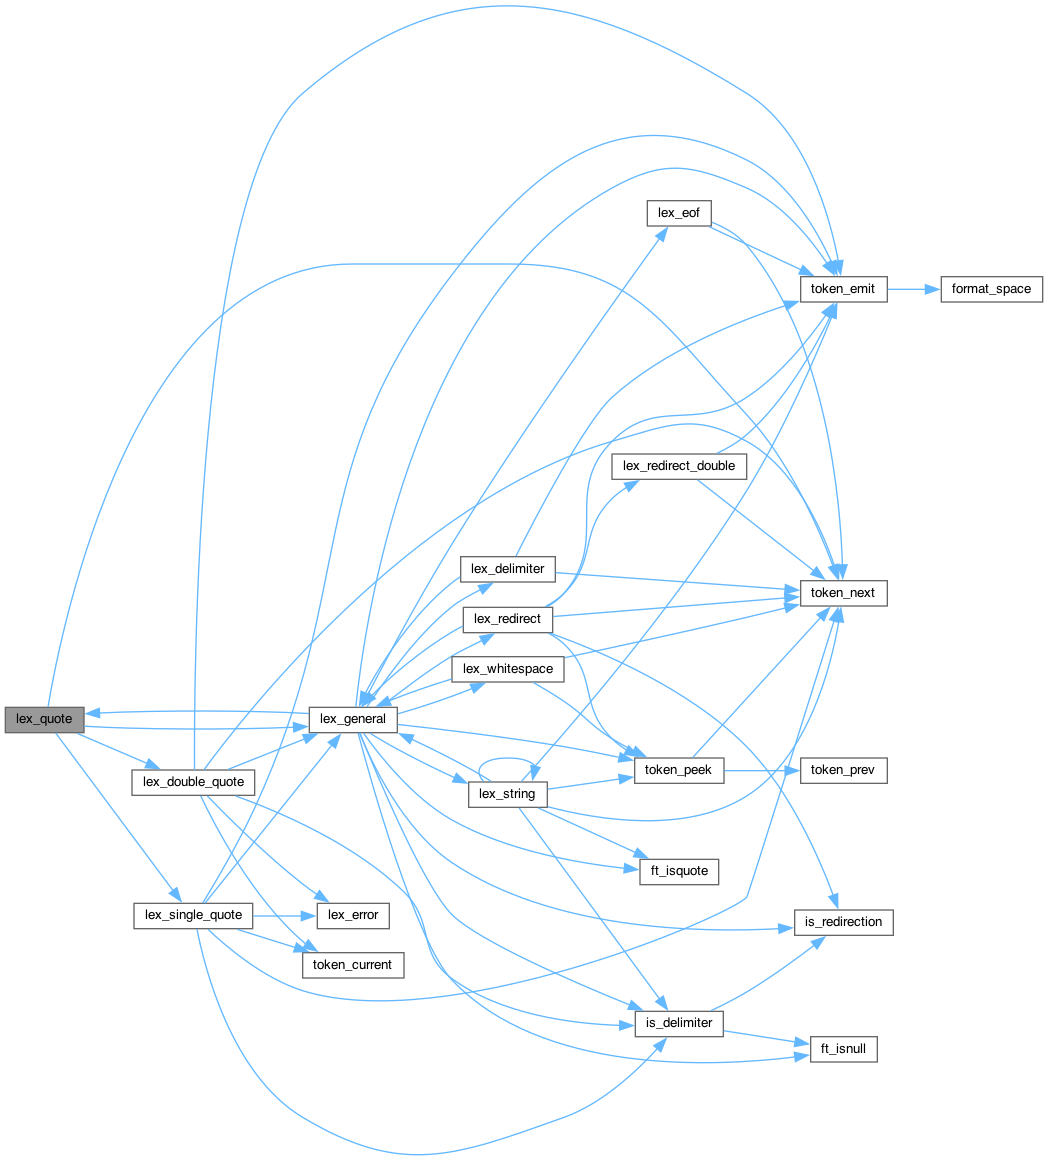 lex_eof
token_emit
format_space
lex_redirect_double
lex_delimiter
token_next
lex_redirect
lex_whitespace
lex_quote
lex_general
token_peek
token_prev
lex_double_quote
lex_string
ft_isquote
lex_single_quote
lex_error
is_redirection
token_current
is_delimiter
ft_isnull